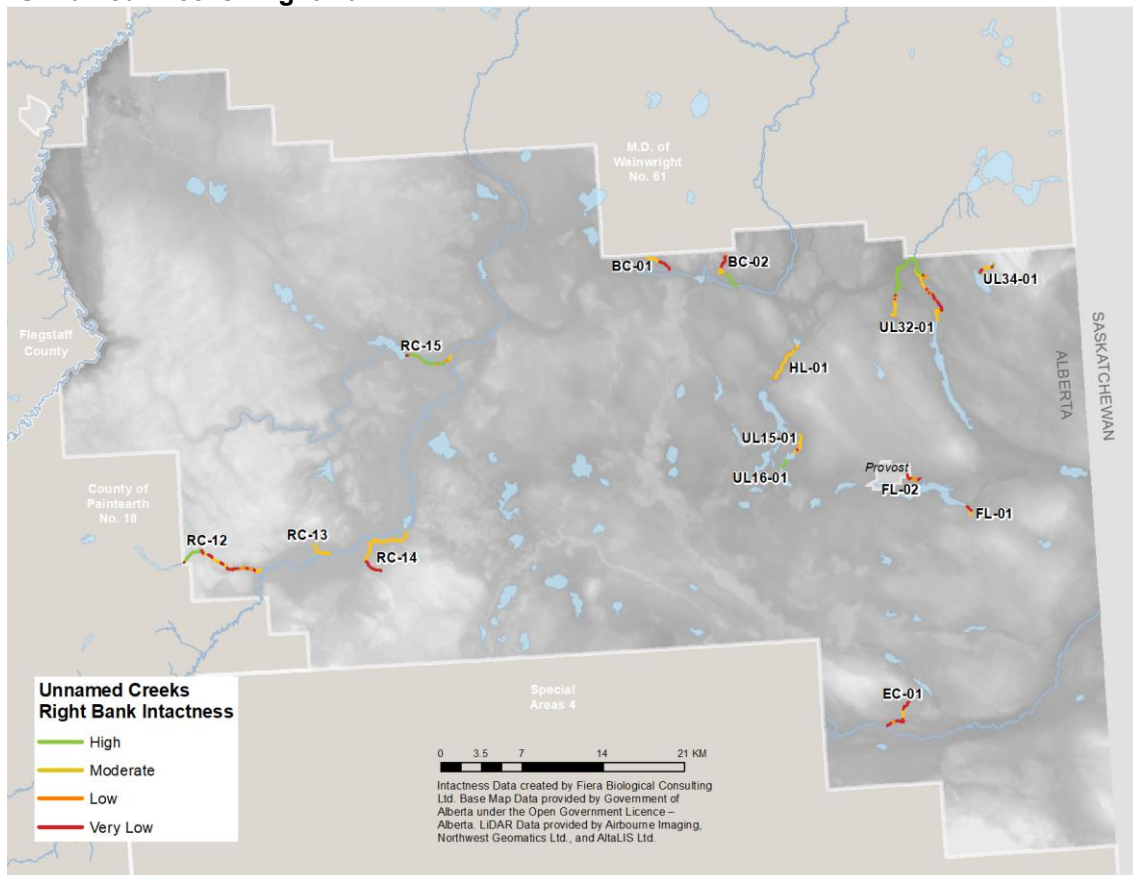 M.D. of
Wainwright
No. 61
BC-01
BC-02
UL34-01
UL32-01
Flagstaff
County
RC-15
HL-01
SASKATCHEWAN
ALBERTA
UL15-01
UL16-01
Provost
FL-02
FL-01
County of
Paintearth
No. 18
RC-12
RC-13
RC-14
EC-01
Special
Areas 4
Unnamed Creeks
Right Bank Intactness
High
Moderate
Low
Very Low
0 3.5 7 14 21 KM
Intactness Data created by Fiera Biological Consulting
Ltd. Base Map Data provided by Government of
Alberta under the Open Government Licence –
Alberta. LiDAR Data provided by Airbourne Imaging,
Northwest Geomatics Ltd., and AltaLIS Ltd.